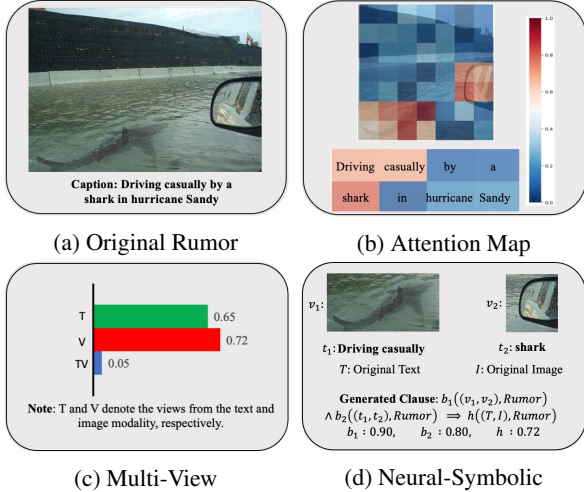 Caption: Driving casually by a
shark in hurricane Sandy
(a) Original Rumor
1.0
0.8
0.6
0.4
0.2
0.0
Driving casually by a
shark in hurricane Sandy
(b) Attention Map
T 0.65
V 0.72
TV 0.05
Note: T and V denote the views from the text and
image modality, respectively.
(c) Multi-View
v₁: v₂:
t₁: Driving casually t₂: shark
T: Original Text I: Original Image
Generated Clause: b₁((v₁, v₂), Rumor)
∧ b₂((t₁, t₂), Rumor) ⟹ h((T, I), Rumor)
b₁ : 0.90, b₂ : 0.80, h : 0.72
(d) Neural-Symbolic